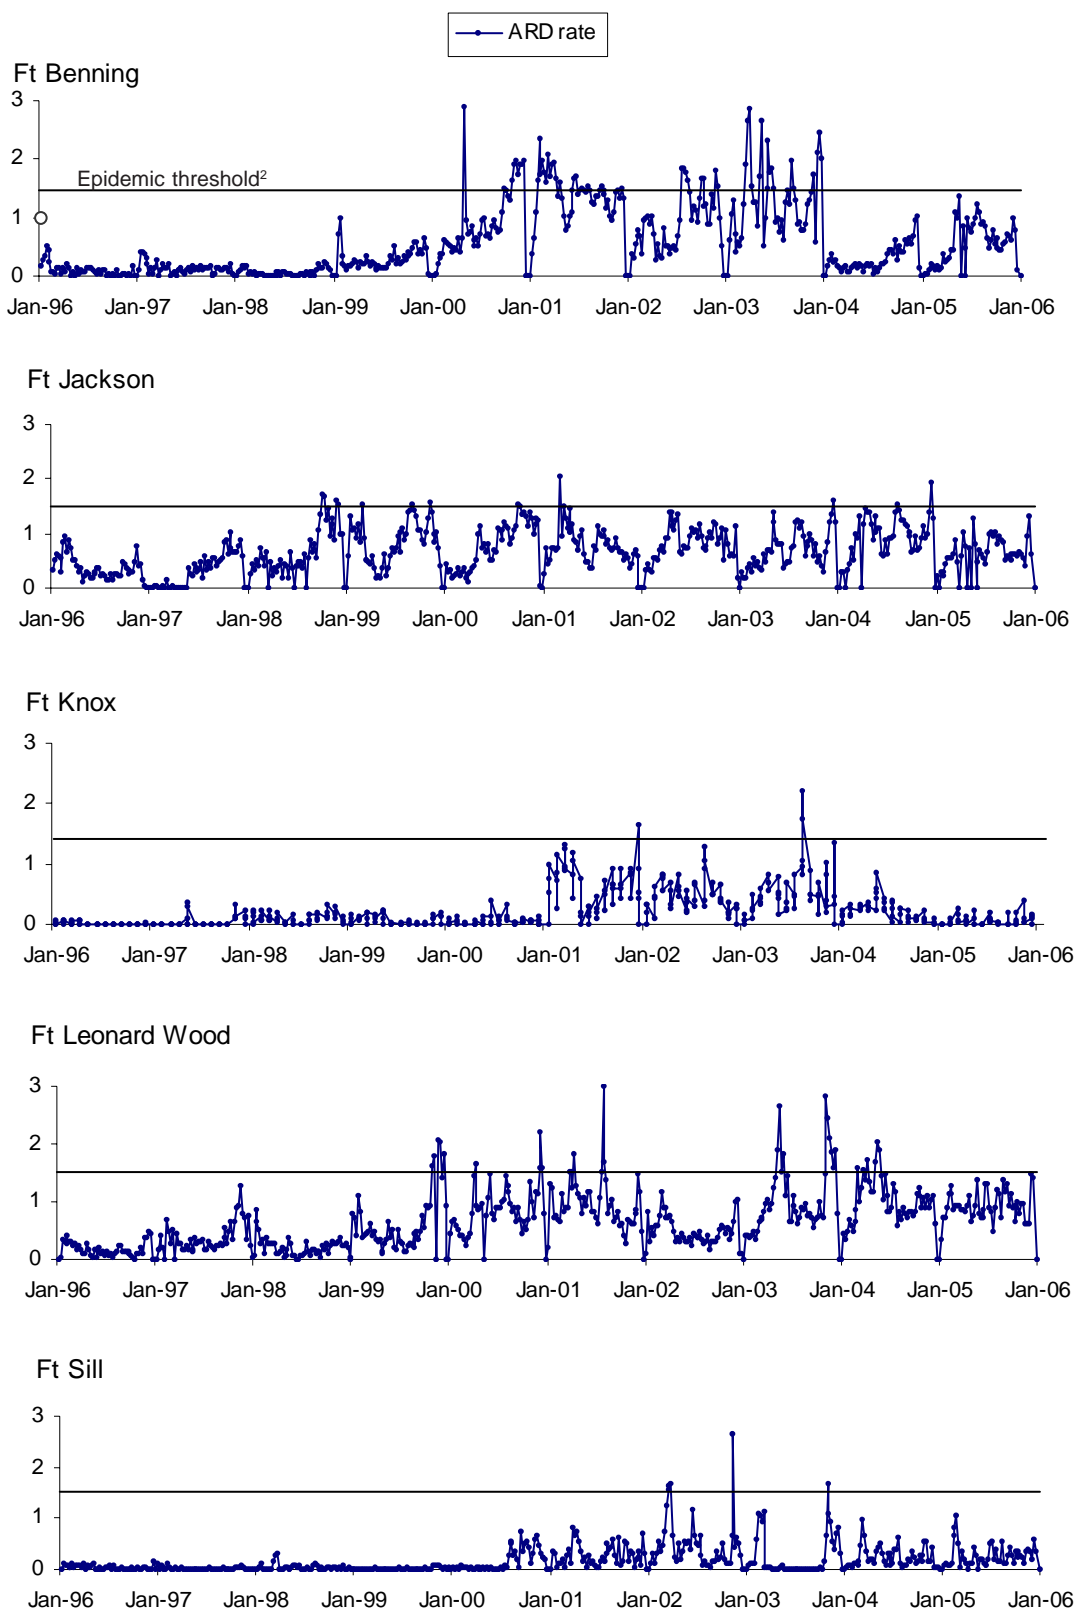 ARD rate
Ft Benning
3
Epidemic threshold²
2
1
0
Jan-96 Jan-97 Jan-98 Jan-99 Jan-00 Jan-01 Jan-02 Jan-03 Jan-04 Jan-05 Jan-06
Ft Jackson
3
2
1
0
Jan-96 Jan-97 Jan-98 Jan-99 Jan-00 Jan-01 Jan-02 Jan-03 Jan-04 Jan-05 Jan-06
Ft Knox
3
2
1
0
Jan-96 Jan-97 Jan-98 Jan-99 Jan-00 Jan-01 Jan-02 Jan-03 Jan-04 Jan-05 Jan-06
Ft Leonard Wood
3
2
1
0
Jan-96 Jan-97 Jan-98 Jan-99 Jan-00 Jan-01 Jan-02 Jan-03 Jan-04 Jan-05 Jan-06
Ft Sill
3
2
1
0
Jan-96 Jan-97 Jan-98 Jan-99 Jan-00 Jan-01 Jan-02 Jan-03 Jan-04 Jan-05 Jan-06